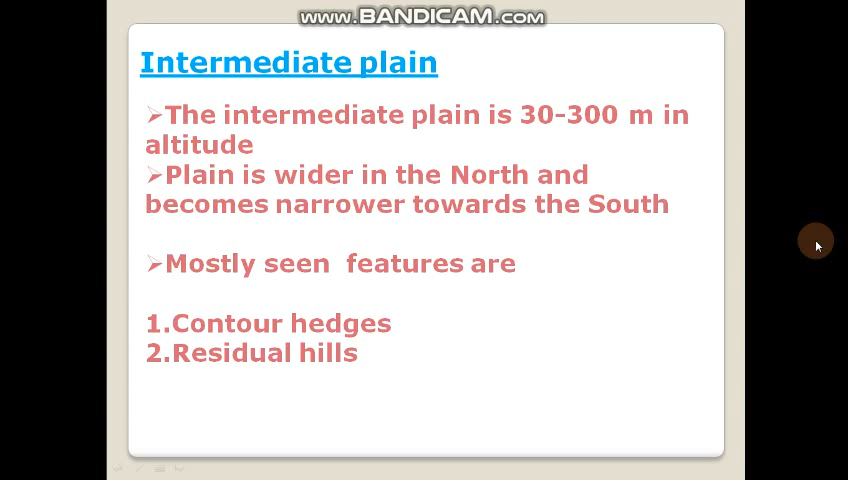 www.BANDICAM.com
Intermediate plain
➢The intermediate plain is 30-300 m in
altitude
➢Plain is wider in the North and
becomes narrower towards the South
➢Mostly seen features are
1.Contour hedges
2.Residual hills